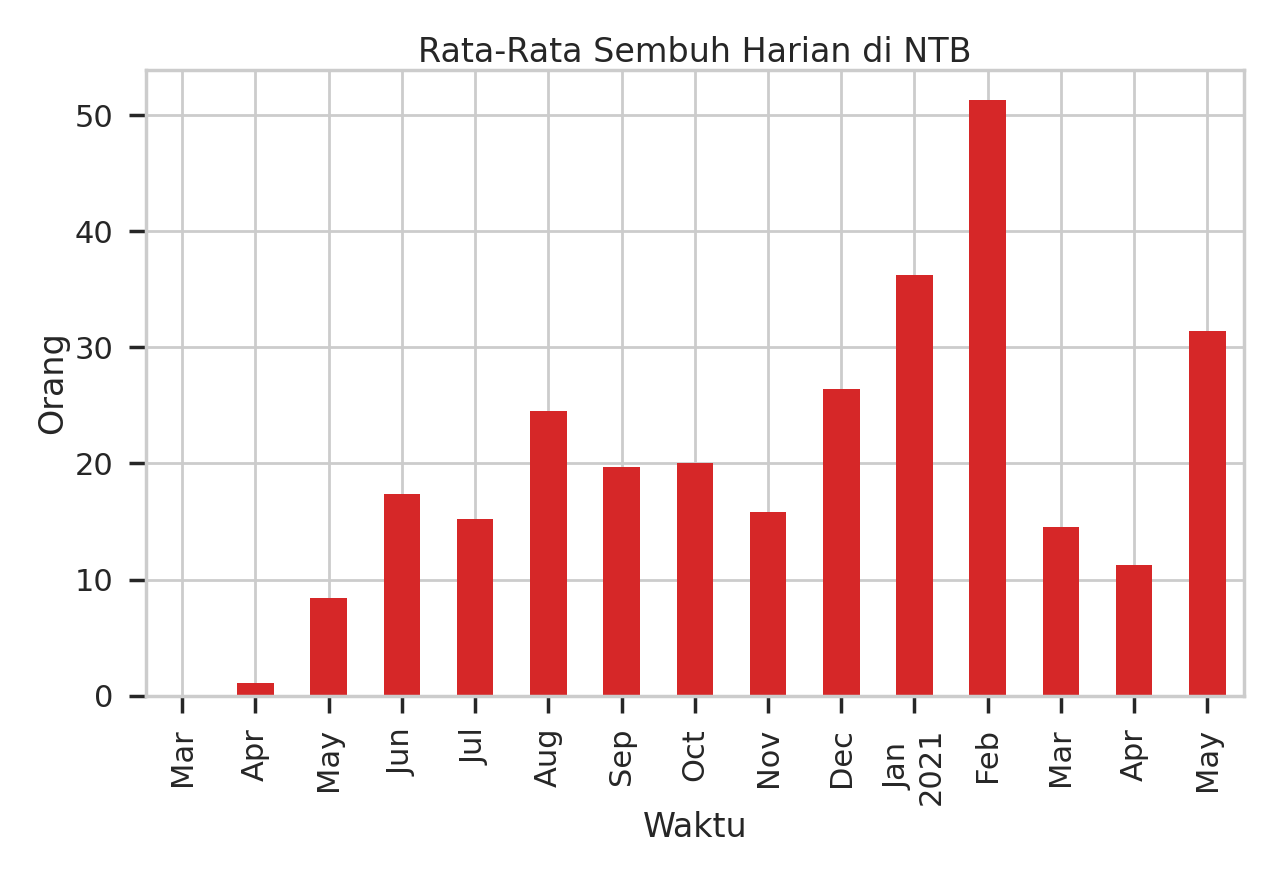 Rata-Rata Sembuh Harian di NTB
Orang
50
40
30
20
10
0
Mar
Apr
May
Jun
Jul
Aug
Sep
Oct
Nov
Dec
Jan
2021
Feb
Mar
Apr
May
Waktu